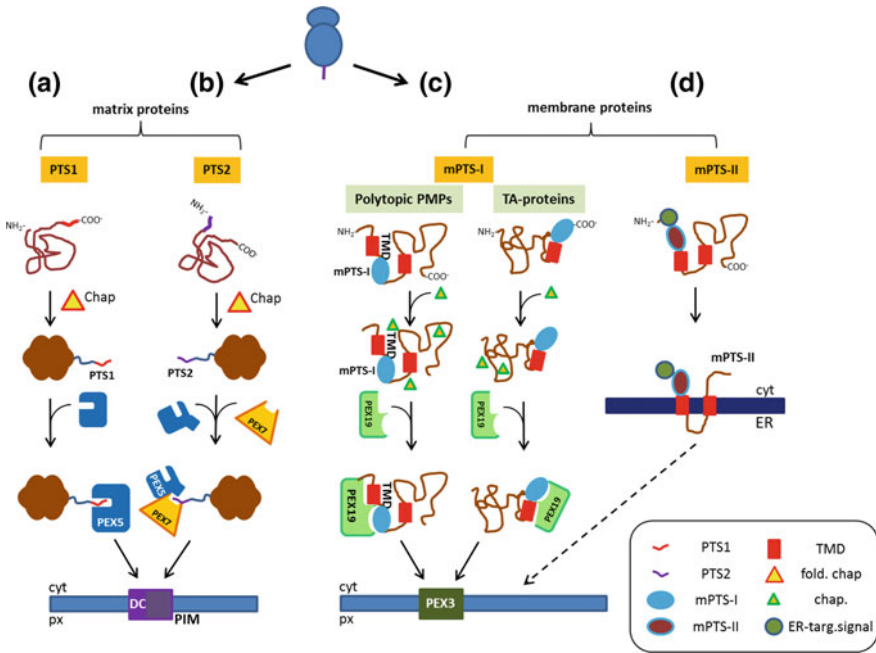 (a)
(b)
(c)
(d)
matrix proteins
membrane proteins
PTS1
PTS2
mPTS-I
mPTS-II
Polytopic PMPs
TA-proteins
NH₂-
COO⁻
NH₂-
COO⁻
NH₂-
TMD
mPTS-I
COO⁻
NH₂-
COO⁻
NH₂-
COO⁻
Chap
Chap
PTS1
PTS2
TMD
mPTS-I
mPTS-II
cyt
ER
PEX7
PEX19
PEX19
PEX5
PEX5
PEX7
PEX19
TMD
PEX19
cyt
px
DC
PIM
cyt
px
PEX3
PTS1
TMD
PTS2
fold. chap
mPTS-I
chap.
mPTS-II
ER-targ.signal